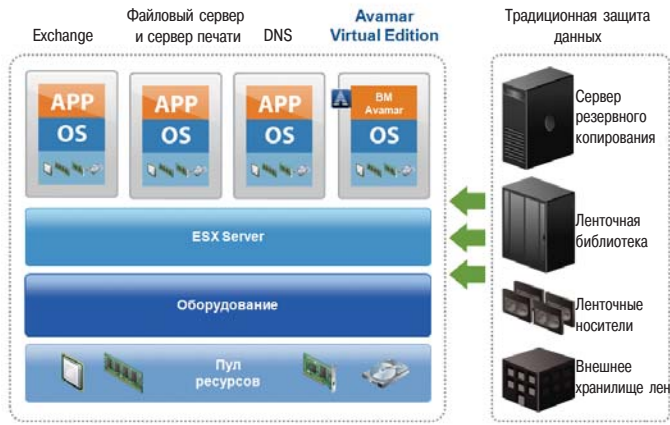 Exchange
Файловый сервер
и сервер печати
DNS
Avamar
Virtual Edition
Традиционная защита
данных
APP
OS
APP
OS
APP
OS
ВМ
Avamar
OS
ESX Server
Оборудование
Пул
ресурсов
Сервер
резервного
копирования
Ленточная
библиотека
Ленточные
носители
Внешнее
хранилище лен